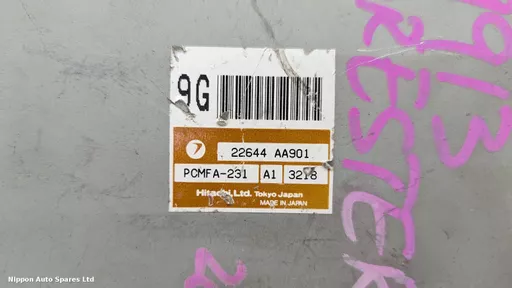 9G
22644 AA901
PCMFA-231 A1 3218
Hitachi, Ltd. Tokyo Japan
MADE IN JAPAN
Nippon Auto Spares Ltd